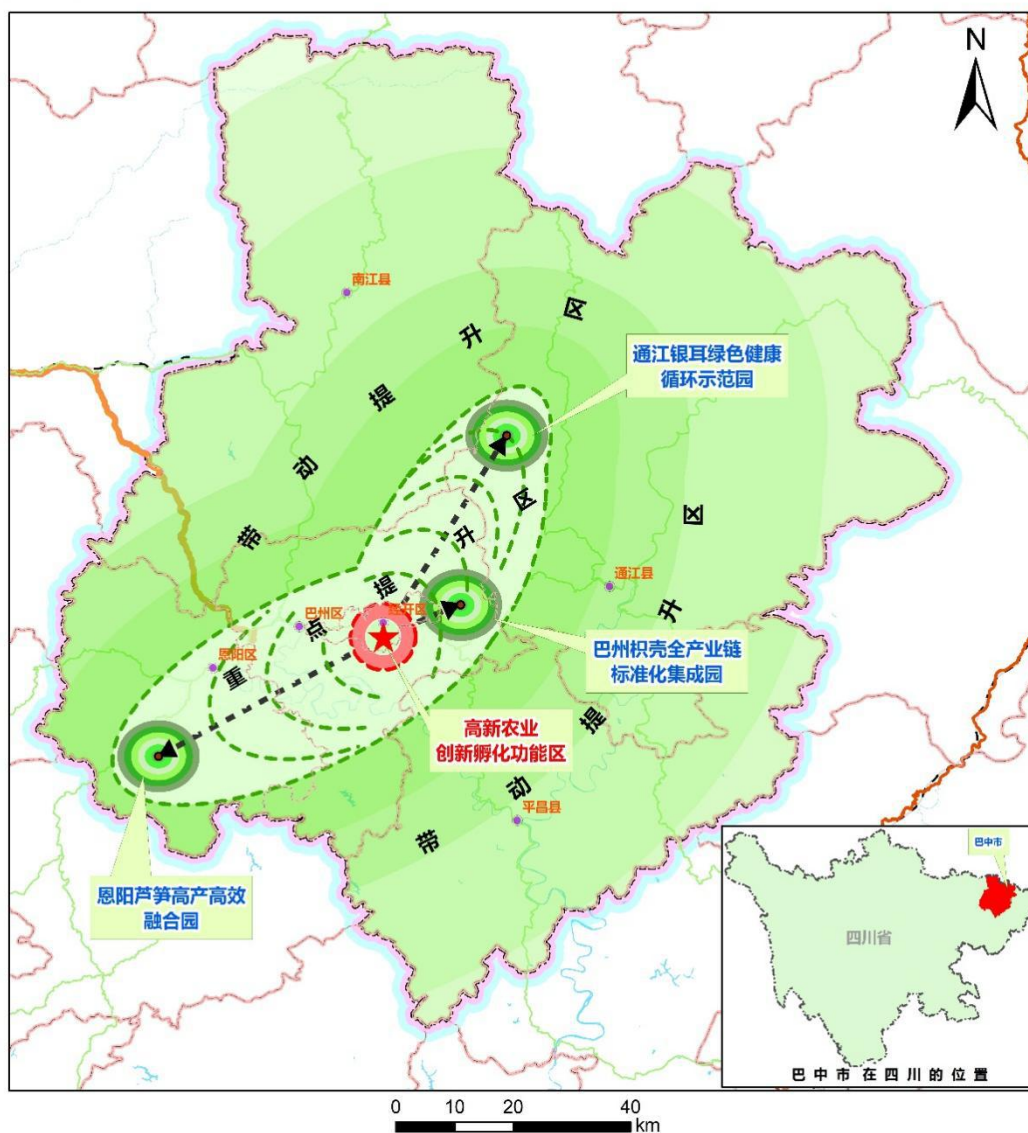 N
南江县
带动提升区
通江银耳绿色健康
循环示范园
重点提升区
通江县
巴州区
经开区
恩阳区
巴州枳壳全产业链
标准化集成园
高新农业
创新孵化功能区
带动提升区
平昌县
恩阳芦笋高产高效
融合园
巴中市
四川省
巴中市在四川的位置
0 10 20 40
km